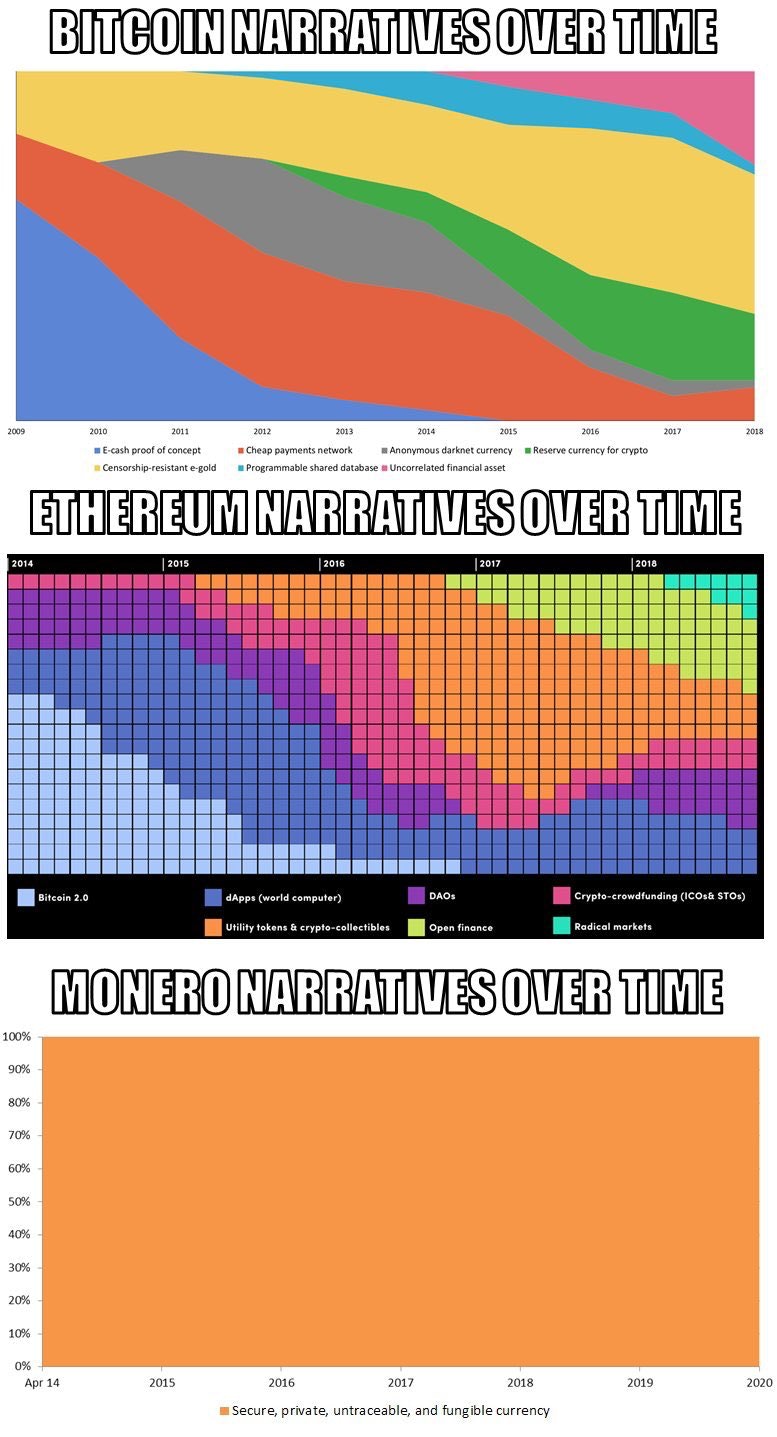 BITCOIN NARRATIVES OVER TIME
2009 2010 2011 2012 2013 2014 2015 2016 2017 2018
E-cash proof of concept Cheap payments network Anonymous darknet currency Reserve currency for crypto
Censorship-resistant e-gold Programmable shared database Uncorrelated financial asset
ETHEREUM NARRATIVES OVER TIME
2014 2015 2016 2017 2018
Bitcoin 2.0 dApps (world computer) DAOs Crypto-crowdfunding (ICOs& STOs)
Utility tokens & crypto-collectibles Open finance Radical markets
MONERO NARRATIVES OVER TIME
100%
90%
80%
70%
60%
50%
40%
30%
20%
10%
0%
Apr 14 2015 2016 2017 2018 2019 2020
Secure, private, untraceable, and fungible currency